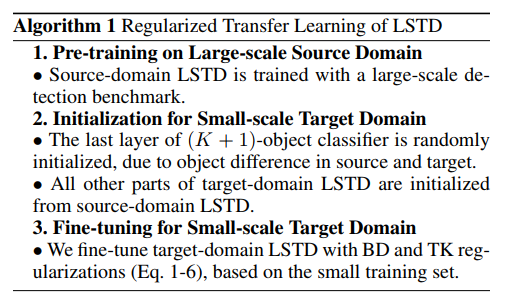 Algorithm 1 Regularized Transfer Learning of LSTD
1. Pre-training on Large-scale Source Domain
• Source-domain LSTD is trained with a large-scale de-
tection benchmark.
2. Initialization for Small-scale Target Domain
• The last layer of (K + 1)-object classifier is randomly
initialized, due to object difference in source and target.
• All other parts of target-domain LSTD are initialized
from source-domain LSTD.
3. Fine-tuning for Small-scale Target Domain
• We fine-tune target-domain LSTD with BD and TK reg-
ularizations (Eq. 1-6), based on the small training set.